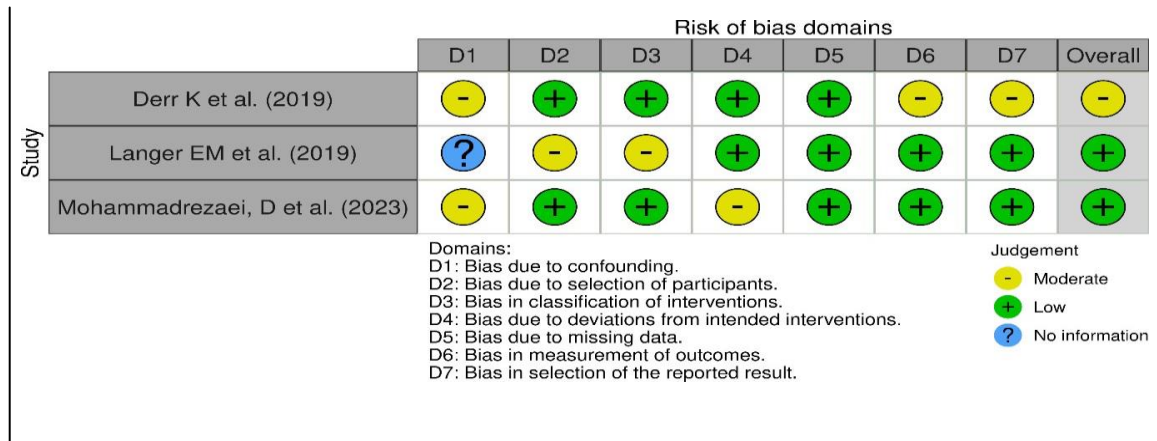 Risk of bias domains
D1 D2 D3 D4 D5 D6 D7 Overall
Study
Derr K et al. (2019) - + + + + - - -
Langer EM et al. (2019) ? - - + + + + +
Mohammadrezaei, D et al. (2023) - + + - + + + +
Domains:
D1: Bias due to confounding.
D2: Bias due to selection of participants.
D3: Bias in classification of interventions.
D4: Bias due to deviations from intended interventions.
D5: Bias due to missing data.
D6: Bias in measurement of outcomes.
D7: Bias in selection of the reported result.
Judgement
- Moderate
+ Low
? No information